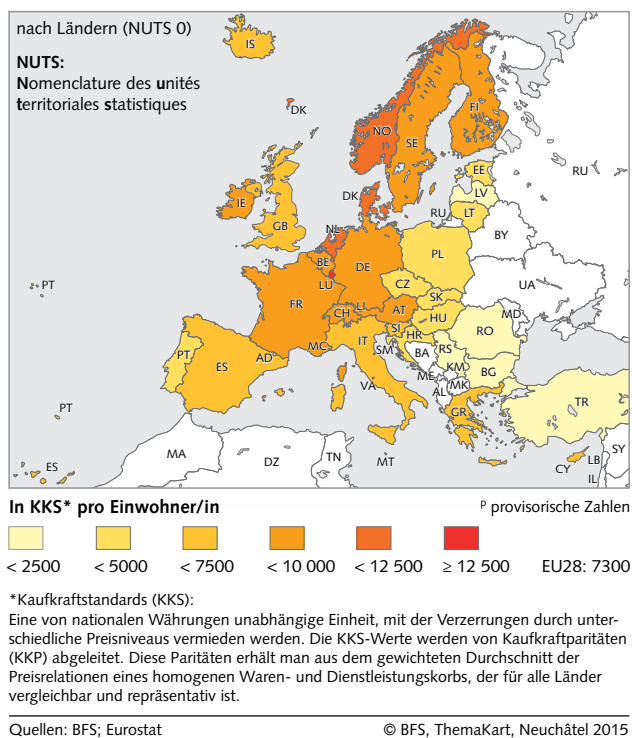 nach Ländern (NUTS 0)
NUTS:
Nomenclature des unités
territoriales statistiques
IS
DK
NO
SE
FI
RU
EE
LV
LT
RU
DK
IE
GB
NL
BE
LU
DE
PL
BY
UA
CZ
SK
FR
LI
CH
AT
HU
MD
RO
SI
HR
MC
IT
SM
BA
RS
PT
ES
AD
VA
ME
KM
BG
AL
MK
GR
TR
PT
PT
ES
MA
DZ
TN
MT
CY
LB
SY
IL
In KKS* pro Einwohner/in
ᵖ provisorische Zahlen
< 2500 < 5000 < 7500 < 10 000 < 12 500 ≥ 12 500 EU28: 7300
*Kaufkraftstandards (KKS):
Eine von nationalen Währungen unabhängige Einheit, mit der Verzerrungen durch unter-
schiedliche Preisniveaus vermieden werden. Die KKS-Werte werden von Kaufkraftparitäten
(KKP) abgeleitet. Diese Paritäten erhält man aus dem gewichteten Durchschnitt der
Preisrelationen eines homogenen Waren- und Dienstleistungskorbs, der für alle Länder
vergleichbar und repräsentativ ist.
Quellen: BFS; Eurostat
© BFS, ThemaKart, Neuchâtel 2015